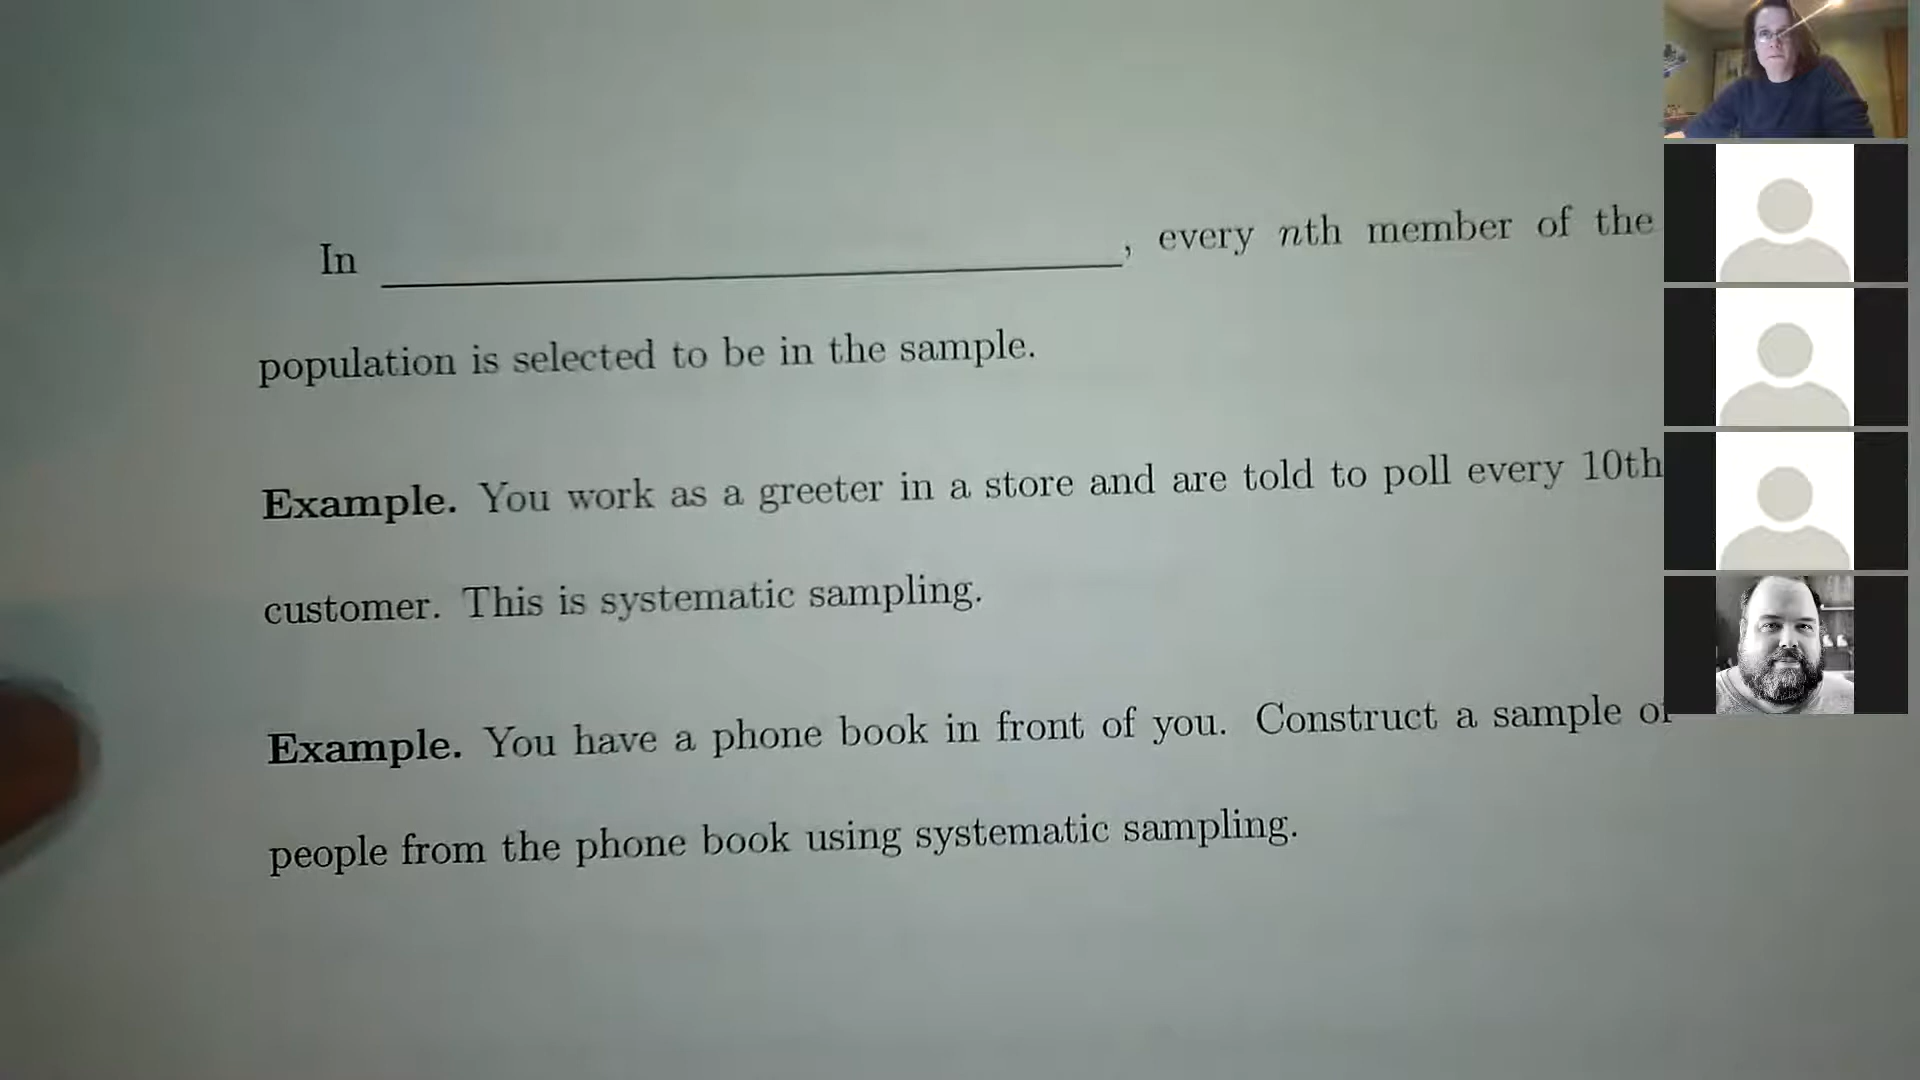 In ____________________, every nth member of the
population is selected to be in the sample.
Example. You work as a greeter in a store and are told to poll every 10th
customer. This is systematic sampling.
Example. You have a phone book in front of you. Construct a sample of
people from the phone book using systematic sampling.